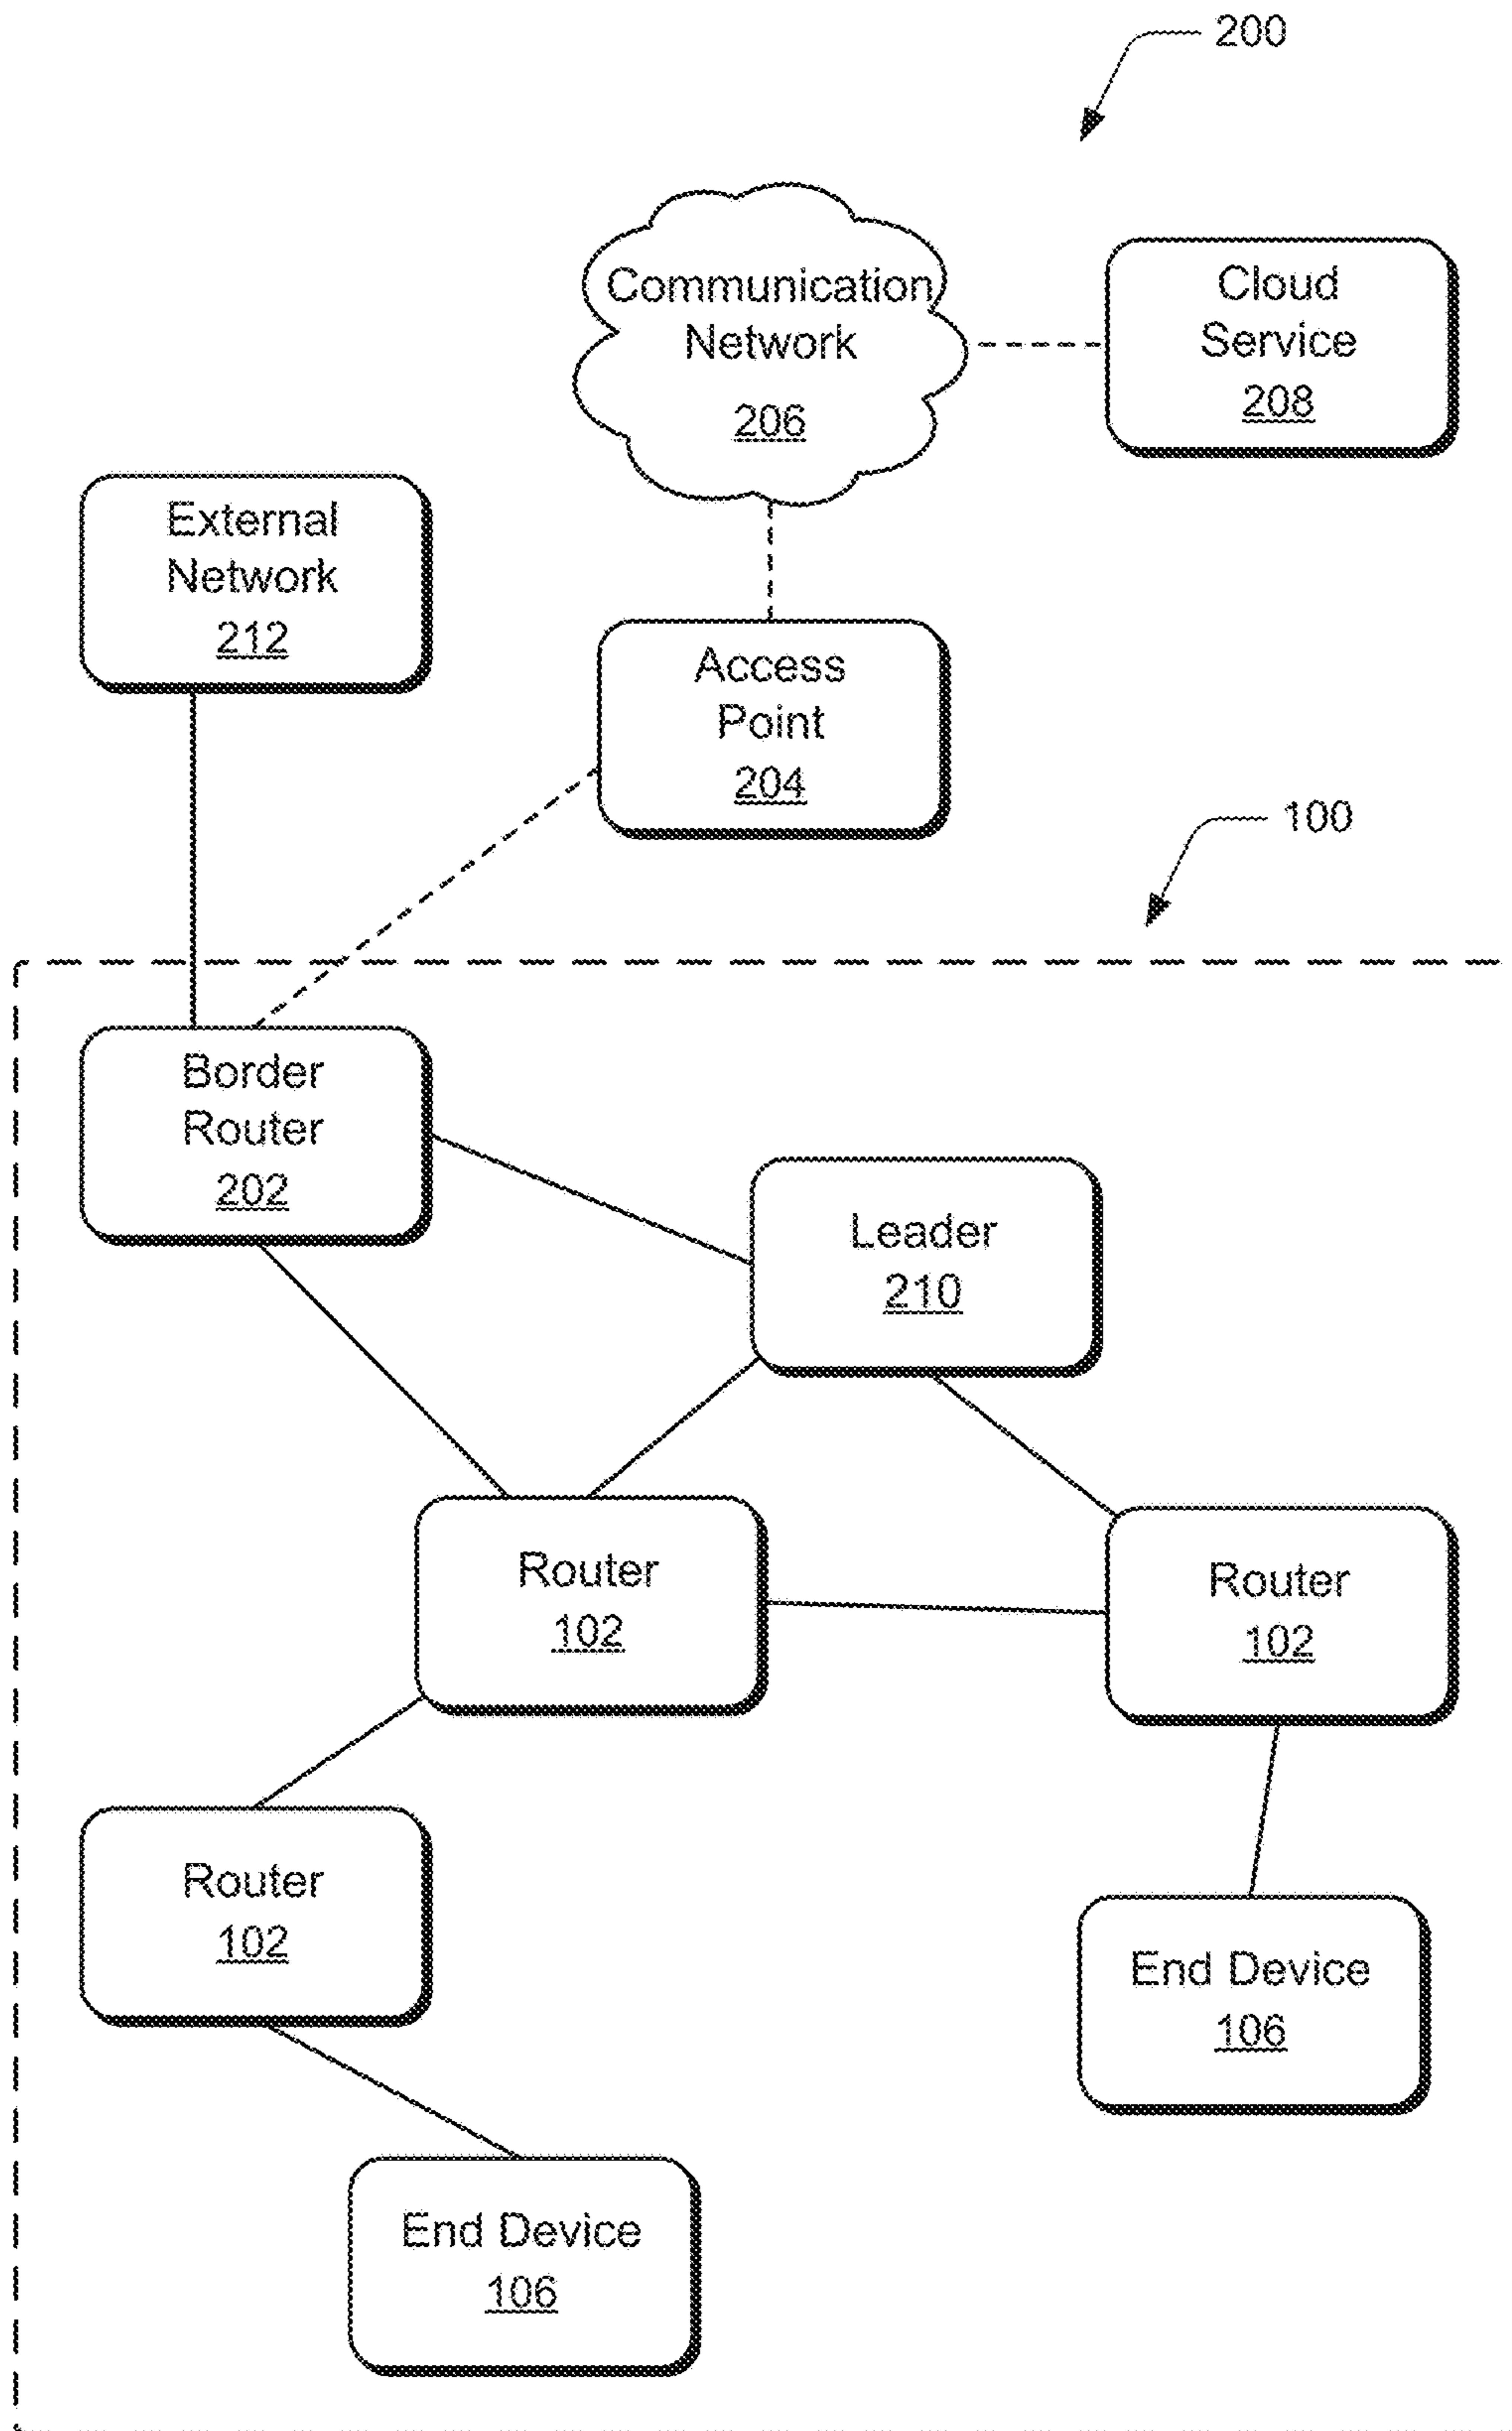 200
Communication
Network
206
Cloud
Service
208
External
Network
212
Access
Point
204
100
Border
Router
202
Leader
210
Router
102
Router
102
Router
102
End Device
106
End Device
106